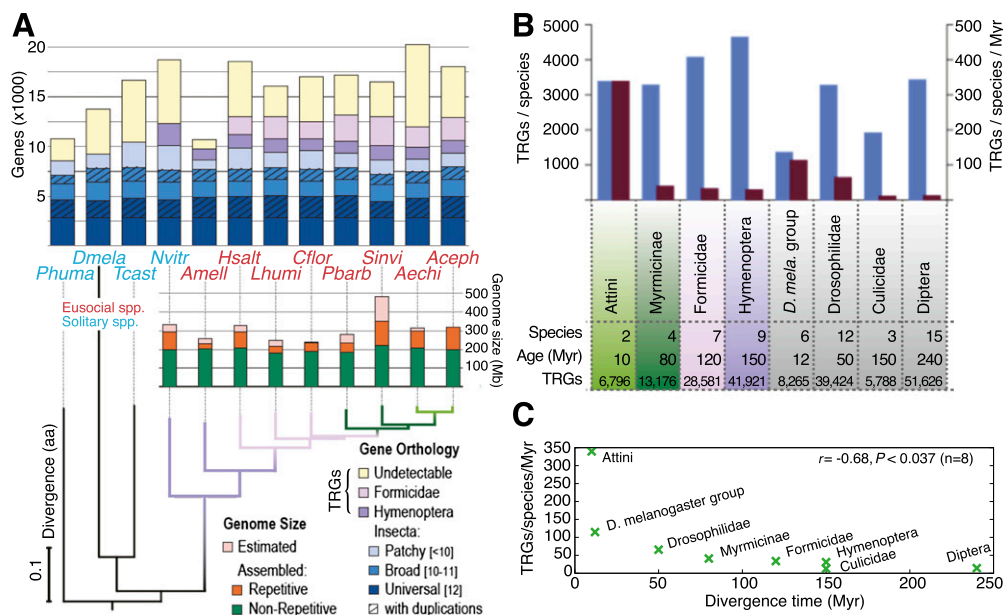 A
20
15
10
5
Genes (x1000)
Phuma
Dmela
Tcast
Nvitr
Amell
Hsalt
Lhumi
Cflor
Pbarb
Sinvi
Aechi
Aceph
Eusocial spp.
Solitary spp.
500
400
300
200
100
Genome size (Mb)
Divergence (aa)
0.1
Genome Size
Estimated
Assembled:
Repetitive
Non-Repetitive
Gene Orthology
TRGs
Undetectable
Formicidae
Hymenoptera
Insecta:
Patchy [<10]
Broad [10-11]
Universal [12]
with duplications
B
5000
4000
3000
2000
1000
TRGs / species
500
400
300
200
100
TRGs / species / Myr
Attini
Myrmicinae
Formicidae
Hymenoptera
D. mela. group
Drosophilidae
Culicidae
Diptera
Species 2 4 7 9 6 12 3 15
Age (Myr) 10 80 120 150 12 50 150 240
TRGs 6,796 13,176 28,581 41,921 8,265 39,424 5,788 51,626
C
350
300
250
200
150
100
50
0
TRGs/species/Myr
r= -0.68, P< 0.037 (n=8)
Attini
D. melanogaster group
Drosophilidae
Myrmicinae
Formicidae
Hymenoptera
Culicidae
Diptera
0 50 100 150 200 250
Divergence time (Myr)